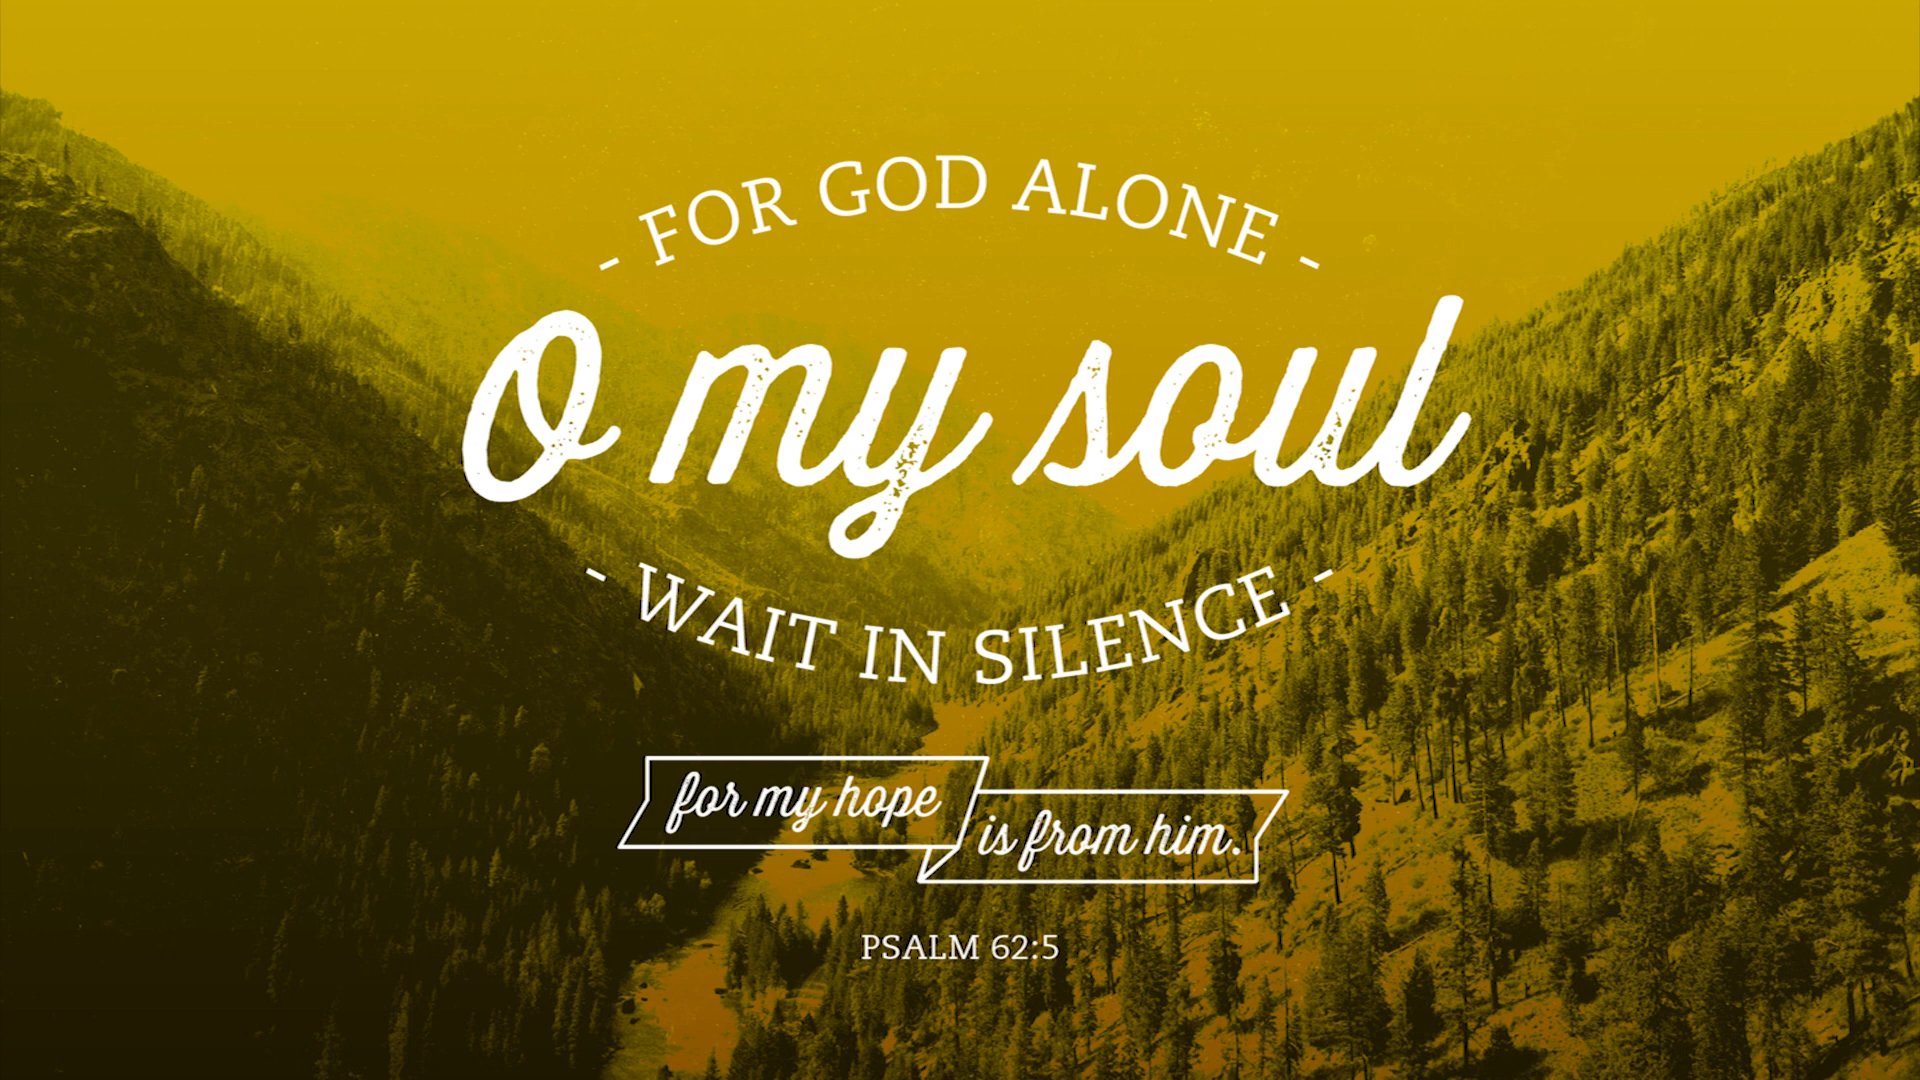 - FOR GOD ALONE -
O my soul
- WAIT IN SILENCE -
for my hope
is from him.
PSALM 62:5